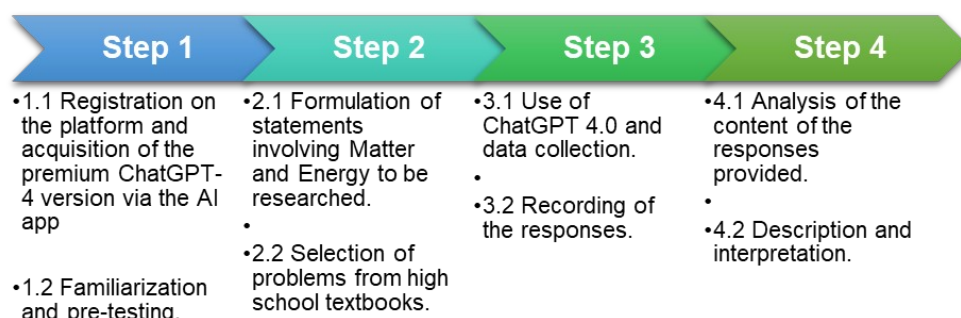 Step 1
•1.1 Registration on
the platform and
acquisition of the
premium ChatGPT-
4 version via the AI
app
•1.2 Familiarization
and pre-testing.
Step 2
•2.1 Formulation of
statements
involving Matter
and Energy to be
researched.
•
•2.2 Selection of
problems from high
school textbooks.
Step 3
•3.1 Use of
ChatGPT 4.0 and
data collection.
•
•3.2 Recording of
the responses.
Step 4
•4.1 Analysis of the
content of the
responses
provided.
•
•4.2 Description and
interpretation.